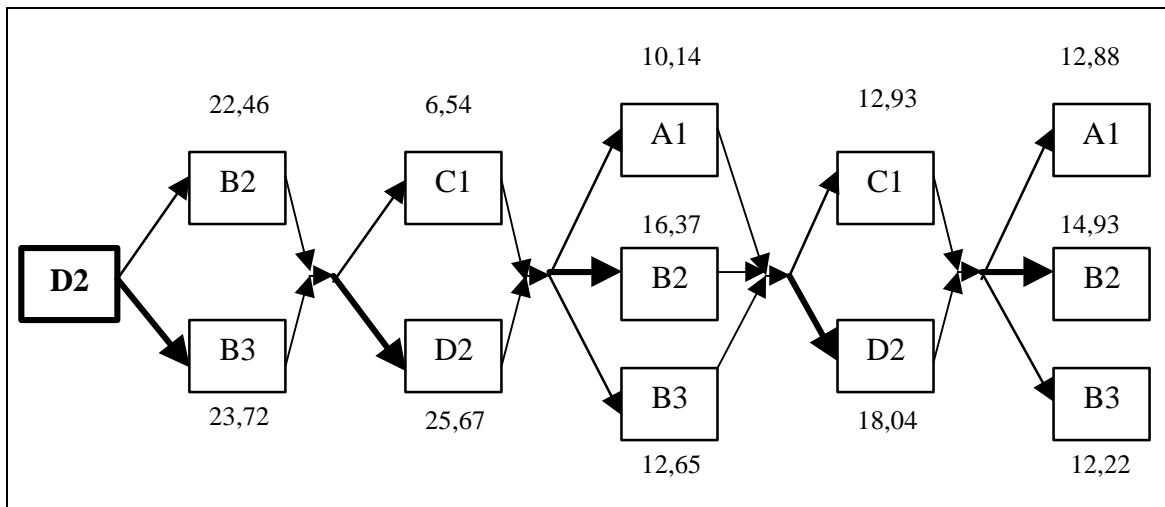 10,14
12,88
22,46
6,54
12,93
A1
A1
B2
C1
C1
16,37
14,93
D2
B2
B2
B3
D2
D2
B3
B3
23,72
25,67
18,04
12,65
12,22